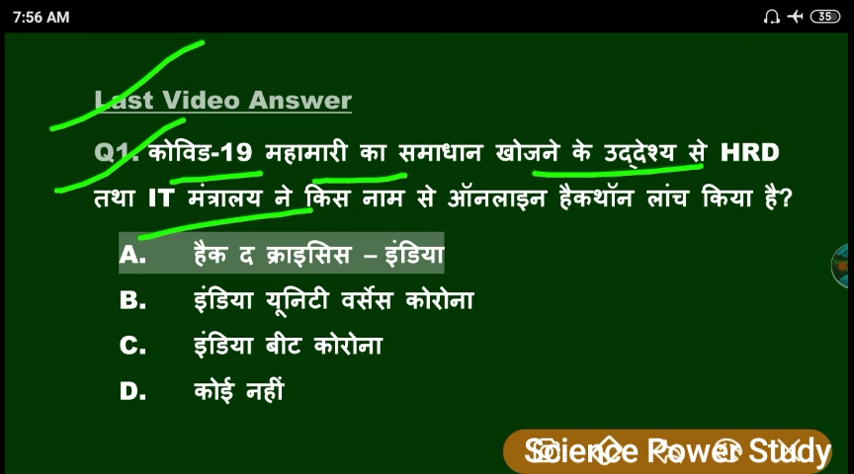 7:56 AM
35
Last Video Answer
Q1. कोविड-19 महामारी का समाधान खोजने के उद्देश्य से HRD
तथा IT मंत्रालय ने किस नाम से ऑनलाइन हैकथॉन लांच किया है?
A. हैक द क्राइसिस – इंडिया
B. इंडिया यूनिटी वर्सेस कोरोना
C. इंडिया बीट कोरोना
D. कोई नहीं
Science Power Study